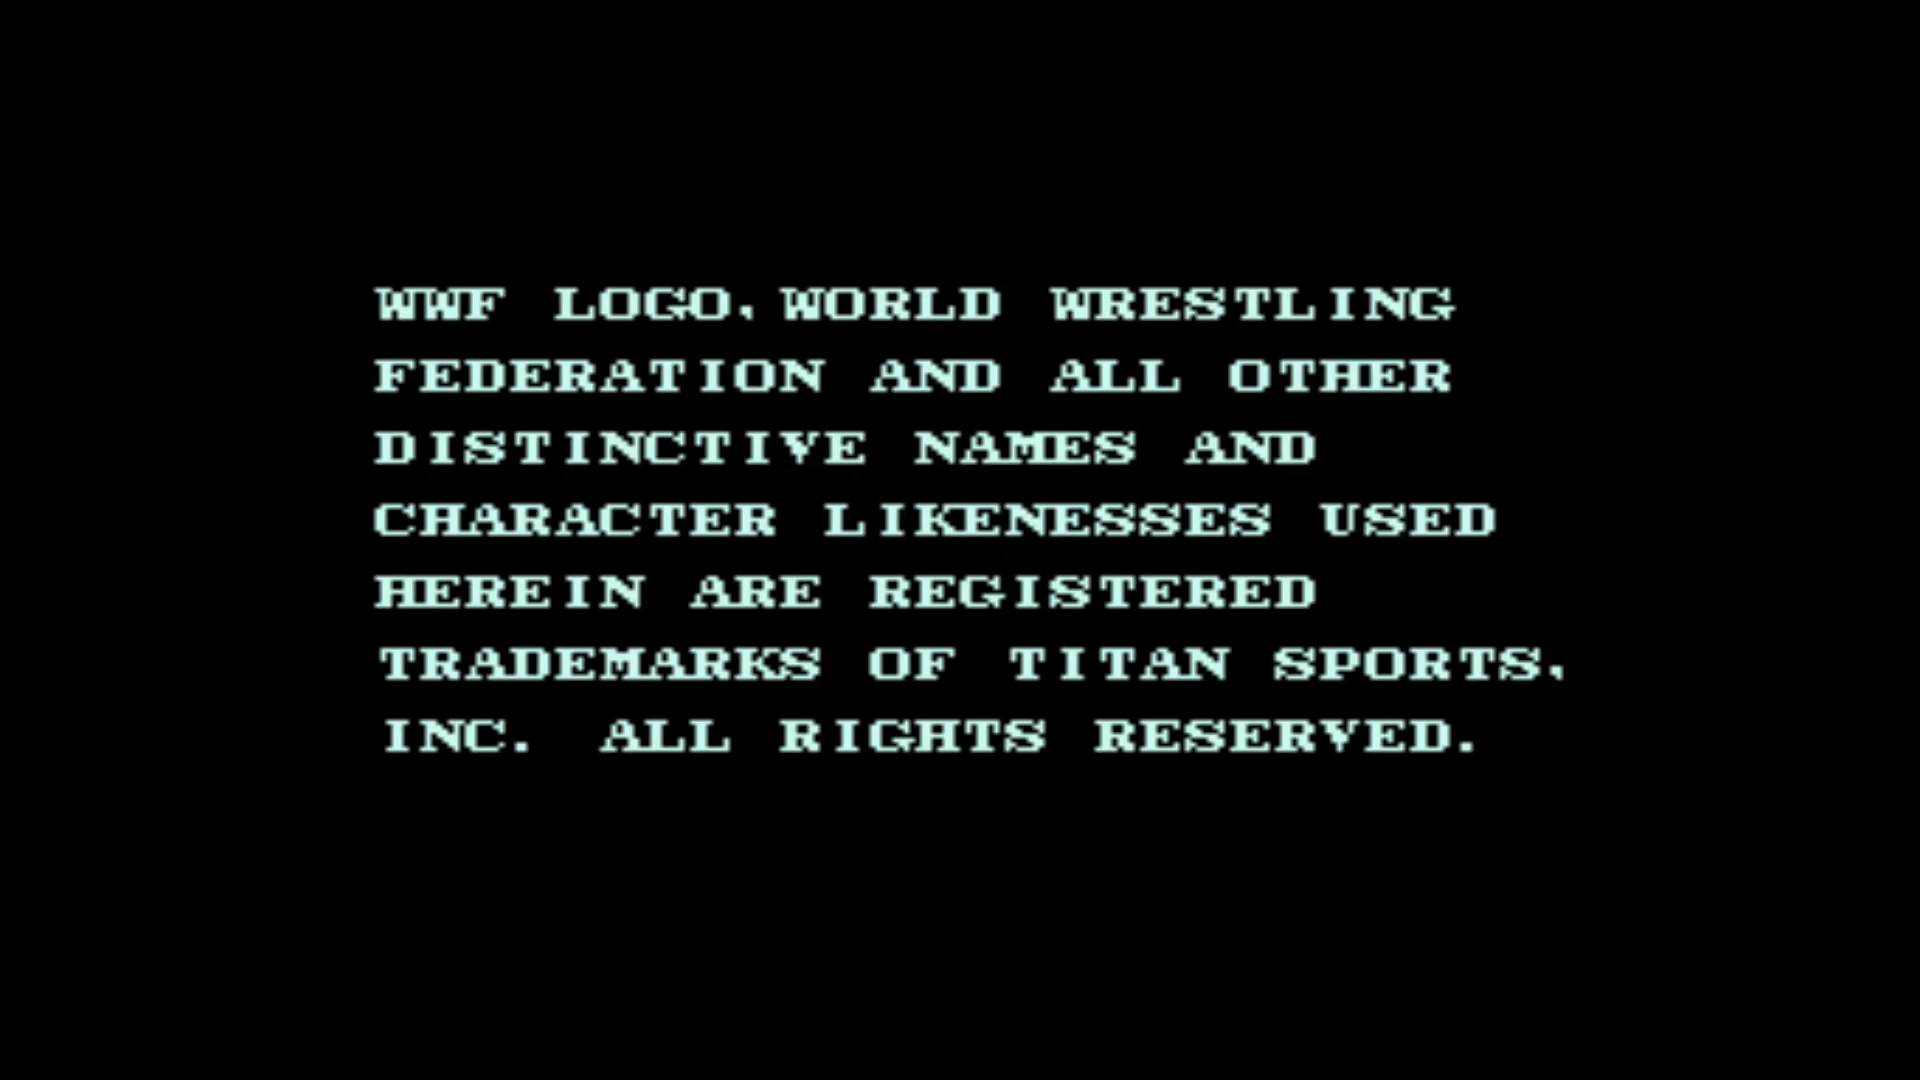 WWF LOGO, WORLD WRESTLING
FEDERATION AND ALL OTHER
DISTINCTIVE NAMES AND
CHARACTER LIKENESSES USED
HEREIN ARE REGISTERED
TRADEMARKS OF TITAN SPORTS,
INC. ALL RIGHTS RESERVED.